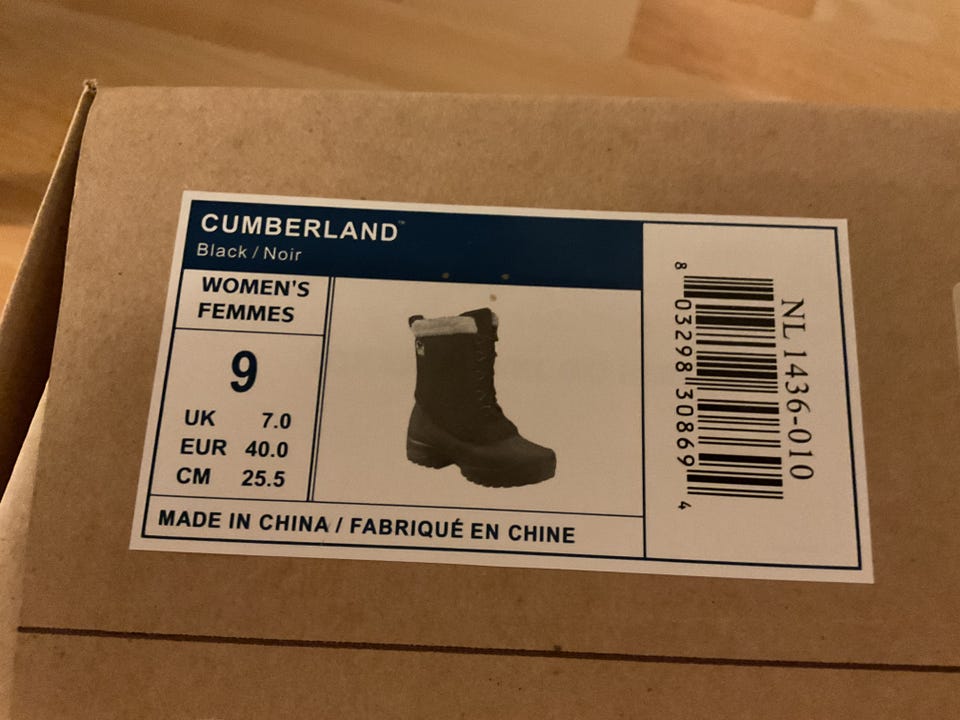 CUMBERLAND™
Black / Noir
WOMEN'S
FEMMES
9
UK 7.0
EUR 40.0
CM 25.5
MADE IN CHINA / FABRIQUÉ EN CHINE
8 03298 30869 4
NL 1436-010